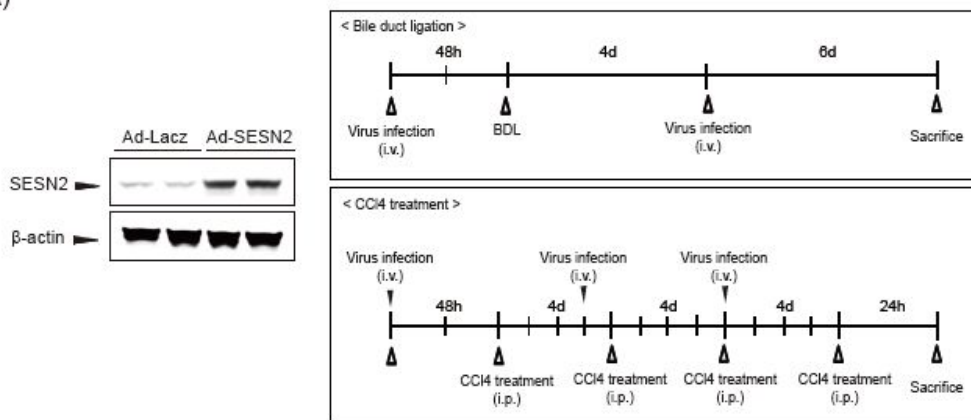 )
Ad-Lacz Ad-SESN2
SESN2
β-actin
< Bile duct ligation >
48h 4d 6d
Virus infection
(i.v.)
BDL
Virus infection
(i.v.)
Sacrifice
< CCl4 treatment >
Virus infection
(i.v.)
Virus infection
(i.v.)
Virus infection
(i.v.)
48h 4d 4d 4d 24h
CCl4 treatment
(i.p.)
CCl4 treatment
(i.p.)
CCl4 treatment
(i.p.)
CCl4 treatment
(i.p.)
Sacrifice